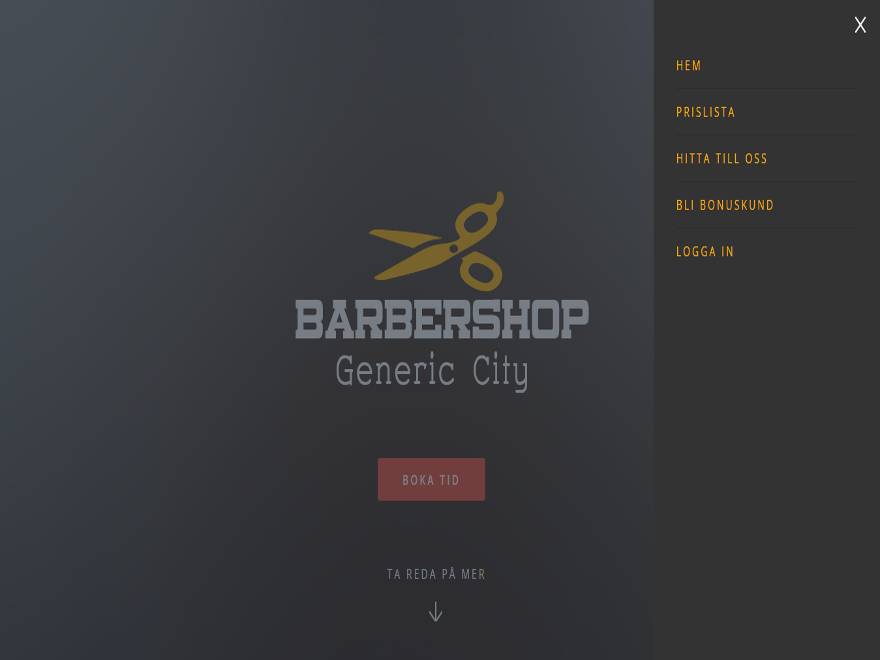 X
HEM
PRISLISTA
HITTA TILL OSS
BLI BONUSKUND
LOGGA IN
BARBERSHOP
Generic City
BOKA TID
TA REDA PÅ MER